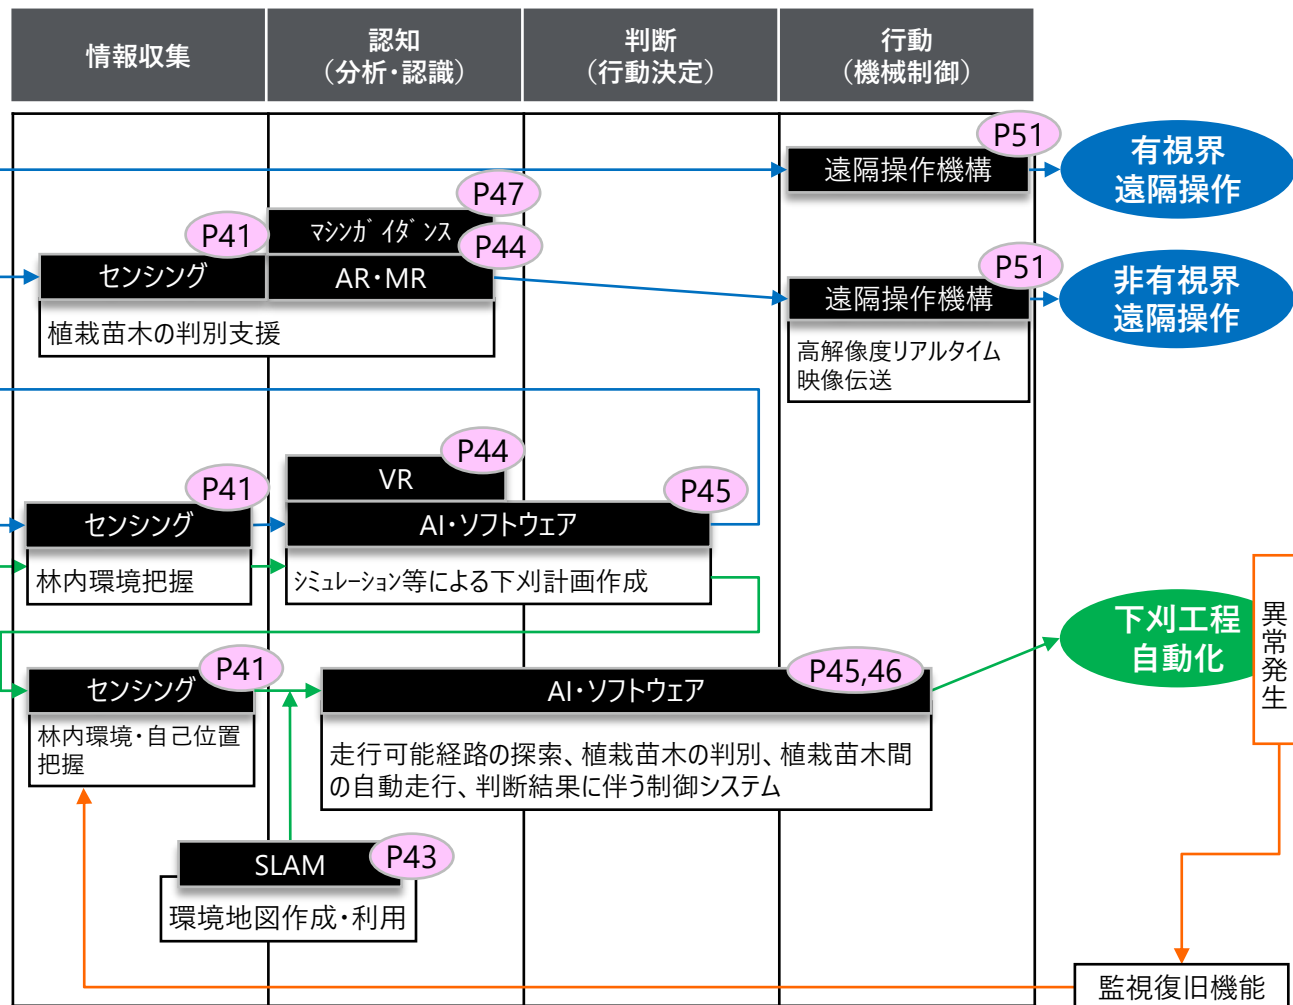 情報収集
認知
（分析・認識）
判断
（行動決定）
行動
（機械制御）
P51
遠隔操作機構
有視界
遠隔操作
P47
マシンガイダンス
P41
P44
センシング
AR・MR
植栽苗木の判別支援
P51
遠隔操作機構
高解像度リアルタイム
映像伝送
非有視界
遠隔操作
P44
VR
P41
P45
センシング
AI・ソフトウェア
林内環境把握
シミュレーション等による下刈計画作成
下刈工程
自動化
異常発生
P41
センシング
P45,46
AI・ソフトウェア
林内環境・自己位置
把握
走行可能経路の探索、植栽苗木の判別、植栽苗木間
の自動走行、判断結果に伴う制御システム
P43
SLAM
環境地図作成・利用
監視復旧機能